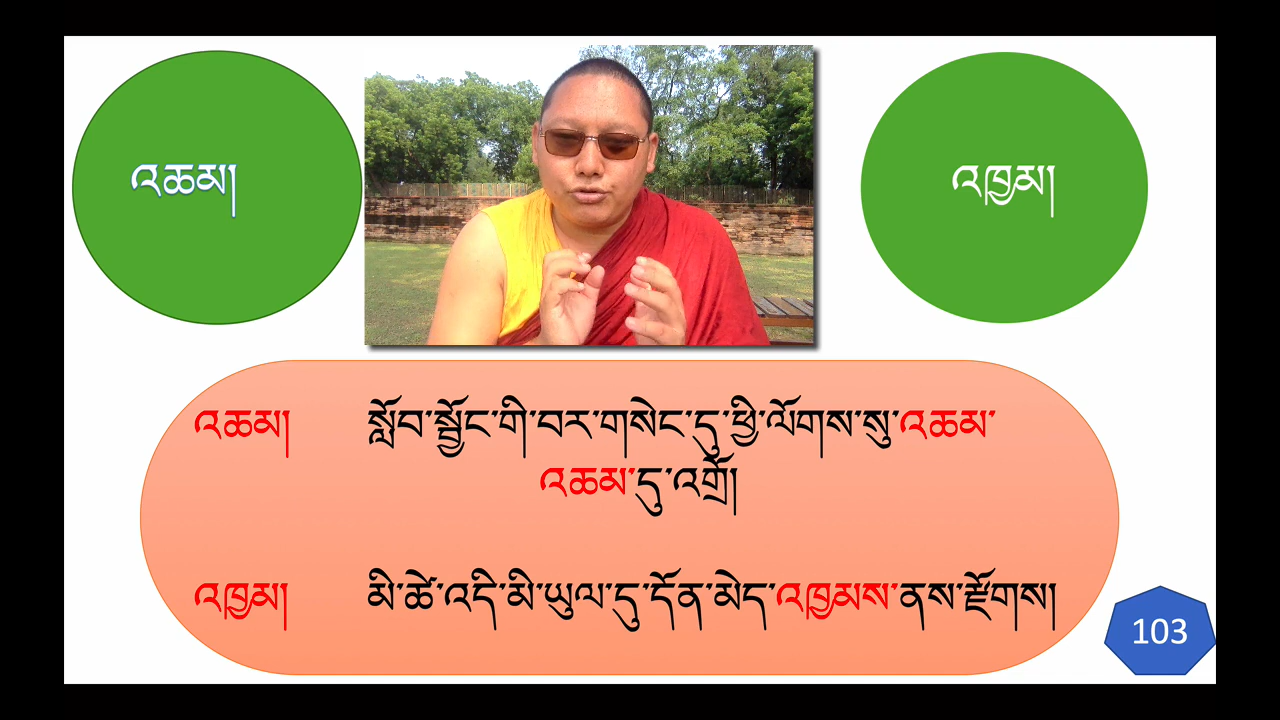 འཆམ།
འཁྱམ།
འཆམ། སློབ་སྦྱོང་གི་བར་གསེང་དུ་ཕྱི་ལོགས་སུ་འཆམ་
འཆམ་དུ་འགྲོ།
འཁྱམ། མི་ཚེ་འདི་མི་ཡུལ་དུ་དོན་མེད་འཁྱམས་ནས་རྫོགས།
103